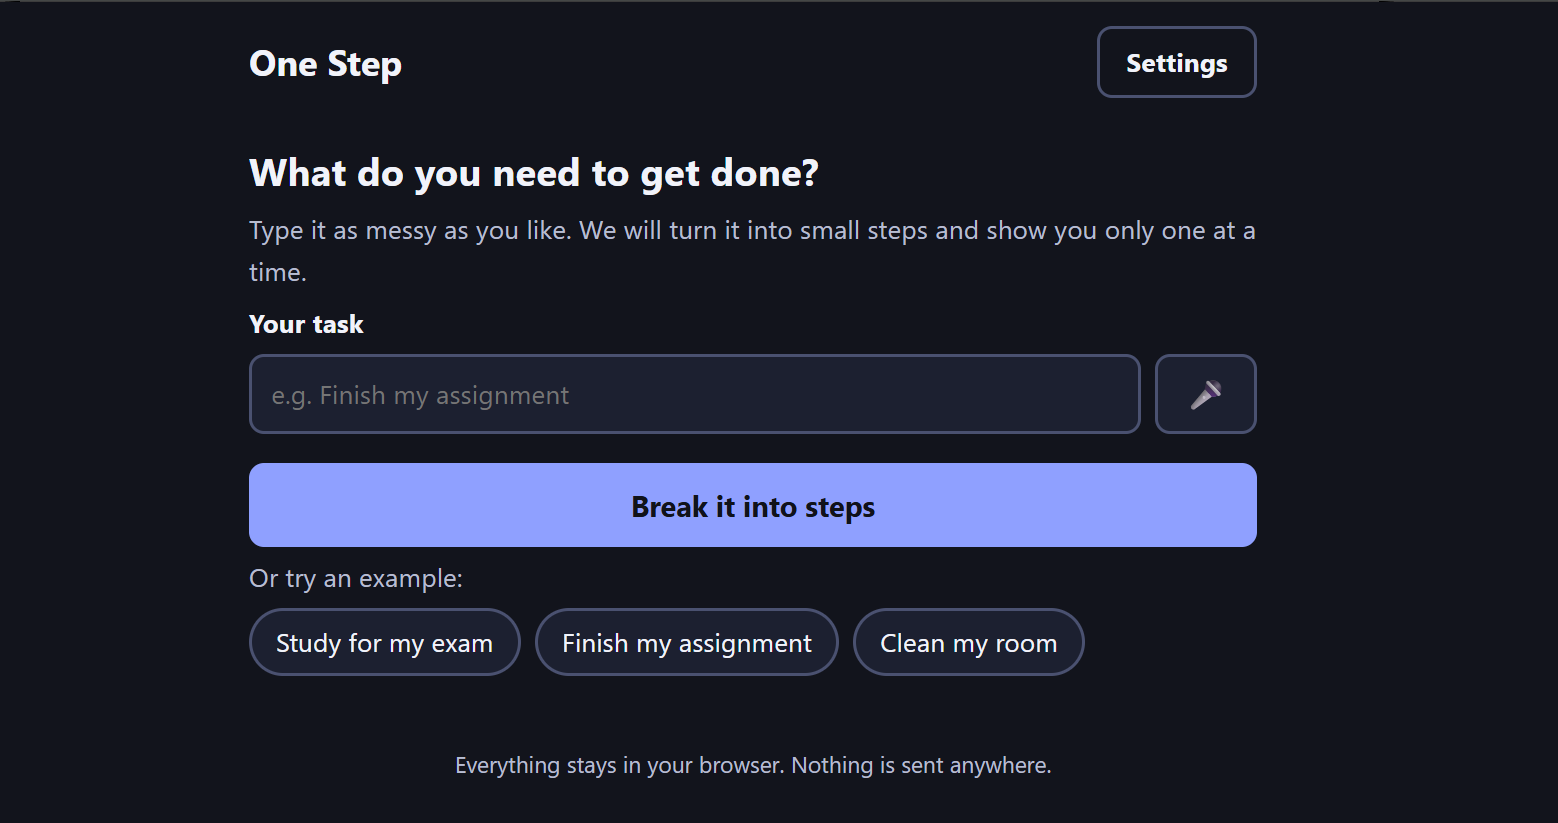 One Step
Settings
What do you need to get done?
Type it as messy as you like. We will turn it into small steps and show you only one at a
time.
Your task
e.g. Finish my assignment
Break it into steps
Or try an example:
Study for my exam
Finish my assignment
Clean my room
Everything stays in your browser. Nothing is sent anywhere.